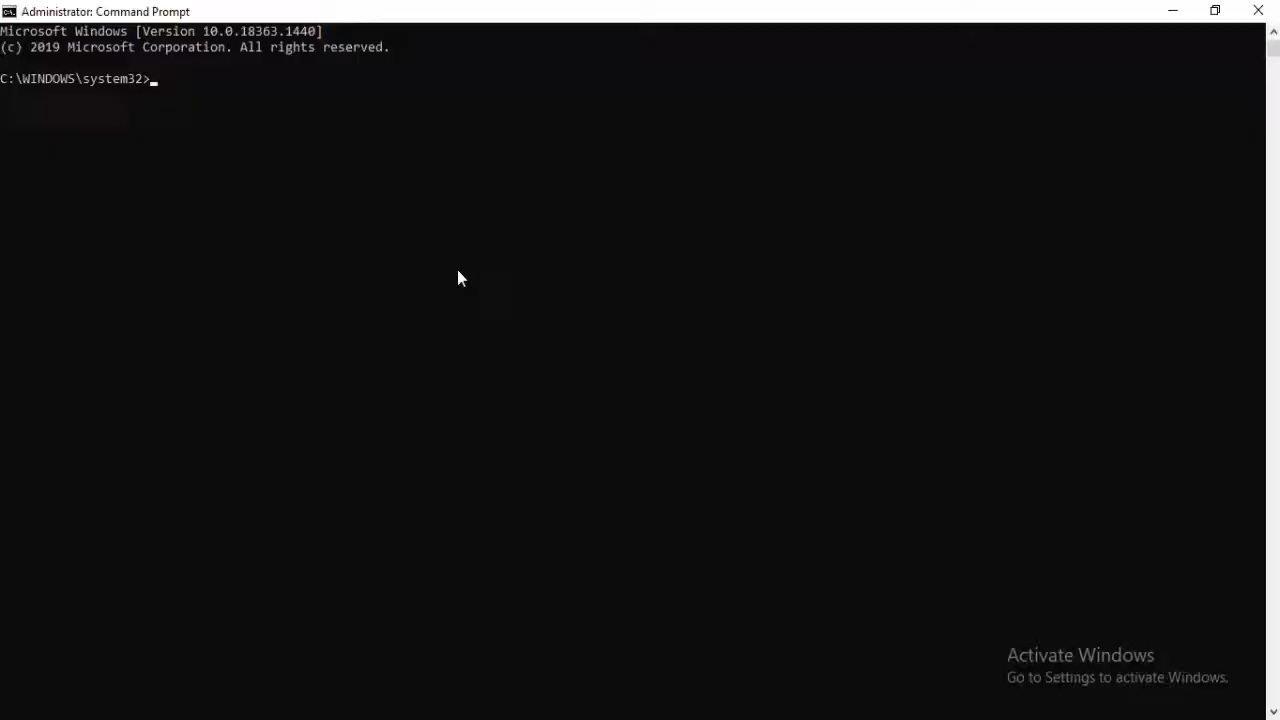 Administrator: Command Prompt
Microsoft Windows [Version 10.0.18363.1440]
(c) 2019 Microsoft Corporation. All rights reserved.
C:\WINDOWS\system32>
Activate Windows
Go to Settings to activate Windows.